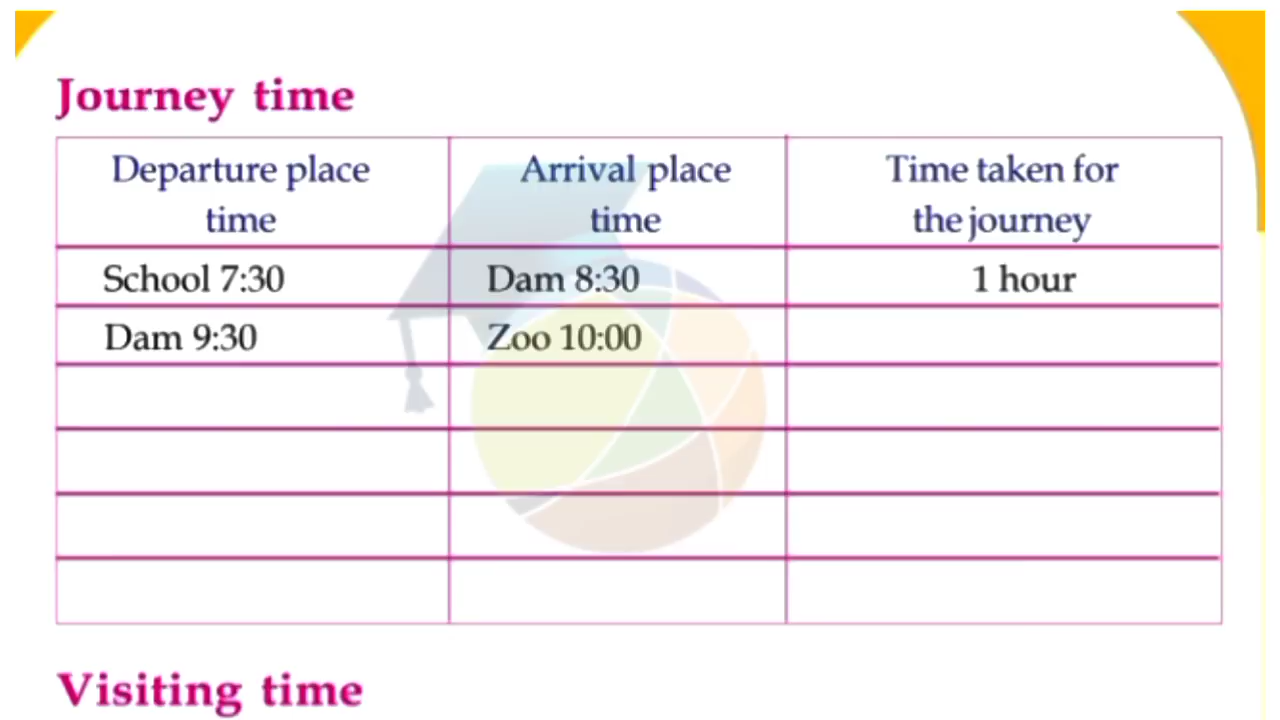 Journey time
Departure place Arrival place Time taken for
time time the journey
School 7:30 Dam 8:30 1 hour
Dam 9:30 Zoo 10:00
Visiting time